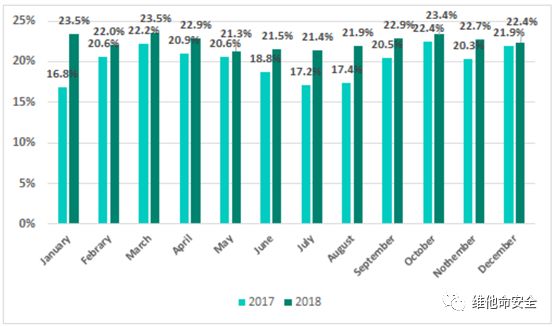 25%
20%
15%
10%
5%
0%
16.8% 23.5%
20.6% 22.0%
22.2% 23.5%
20.9% 22.9%
20.6% 21.3%
18.8% 21.5%
17.2% 21.4%
17.4% 21.9%
20.5% 22.9%
22.4% 23.4%
20.3% 22.7%
21.9% 22.4%
January
Febrary
March
April
May
June
July
August
September
October
Nothember
December
2017 2018
维他命安全